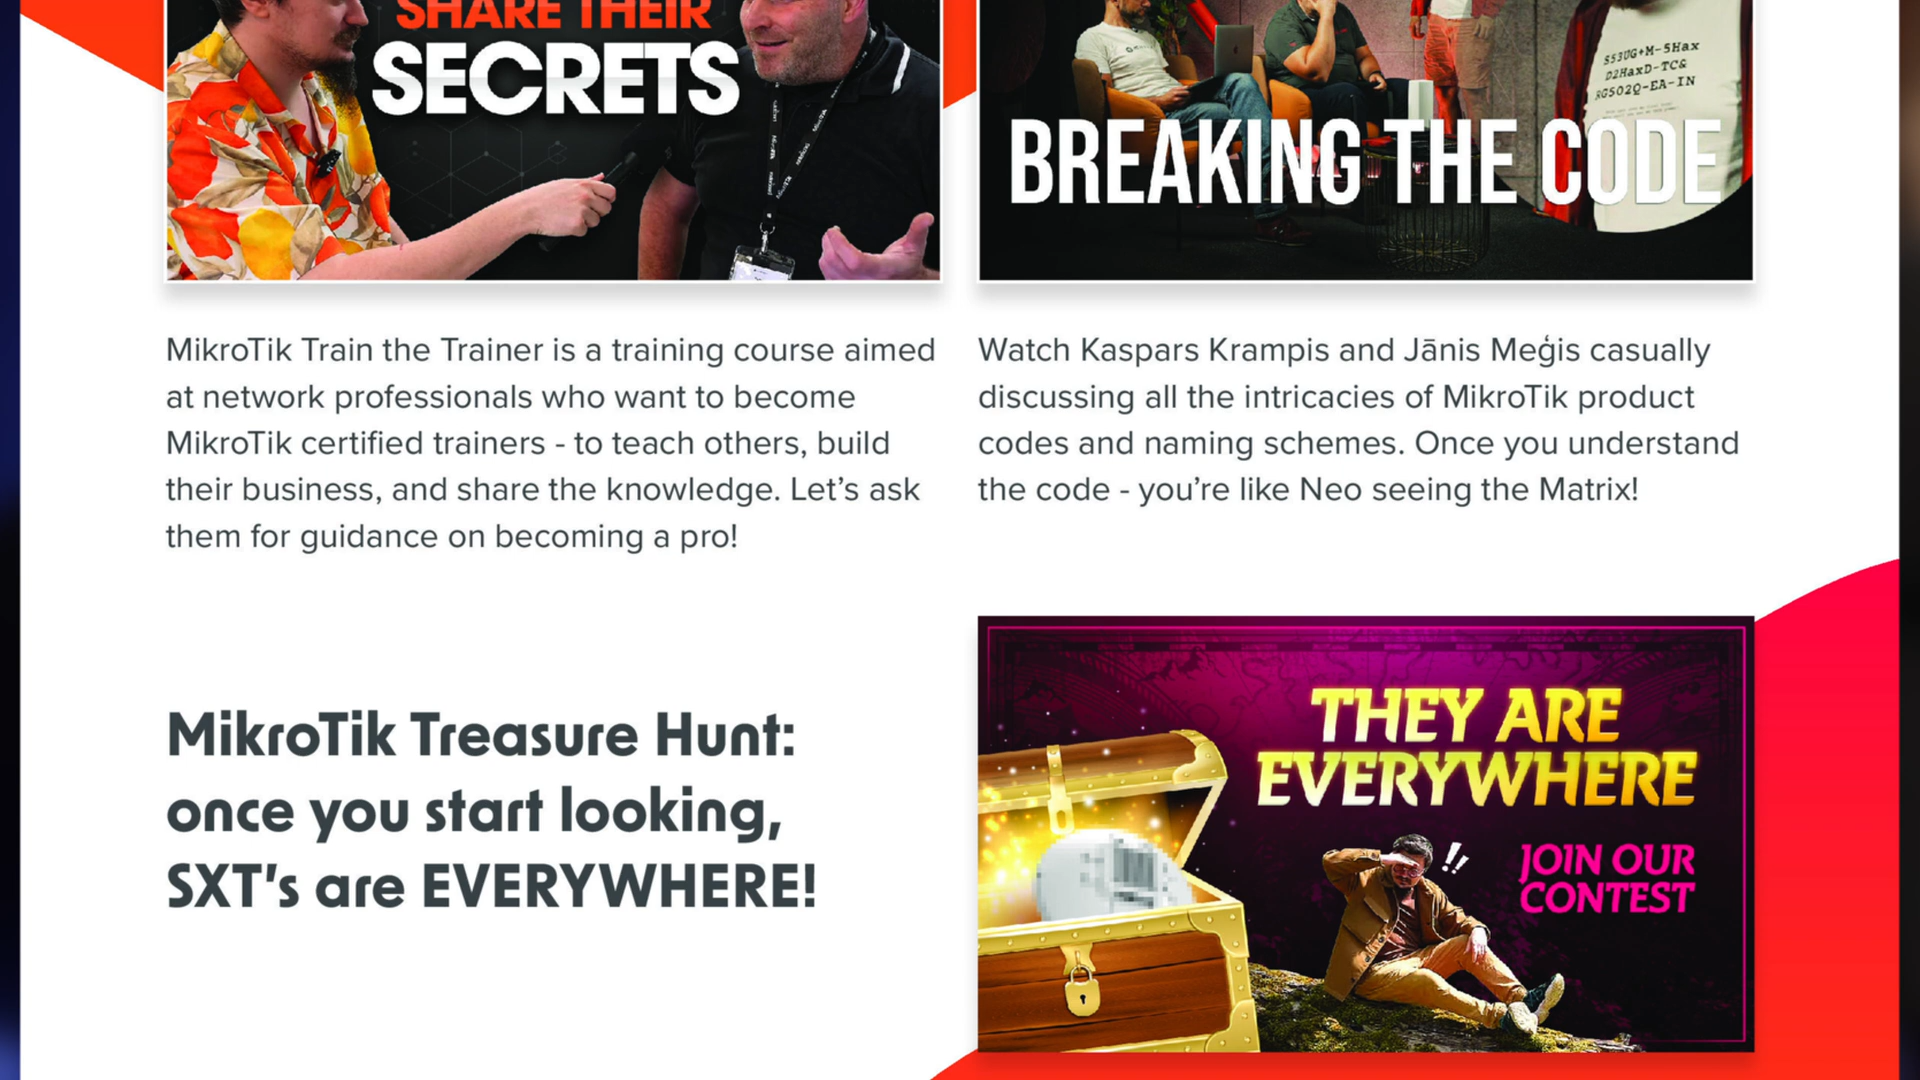 SHARE THEIR
SECRETS
S53UG+M-5Hax
D2HaxD-TC&
RG502Q-EA-IN
BREAKING THE CODE
MikroTik Train the Trainer is a training course aimed
at network professionals who want to become
MikroTik certified trainers - to teach others, build
their business, and share the knowledge. Let’s ask
them for guidance on becoming a pro!
Watch Kaspars Krampis and Jānis Meģis casually
discussing all the intricacies of MikroTik product
codes and naming schemes. Once you understand
the code - you’re like Neo seeing the Matrix!
MikroTik Treasure Hunt:
once you start looking,
SXT’s are EVERYWHERE!
THEY ARE
EVERYWHERE
!!
JOIN OUR
CONTEST